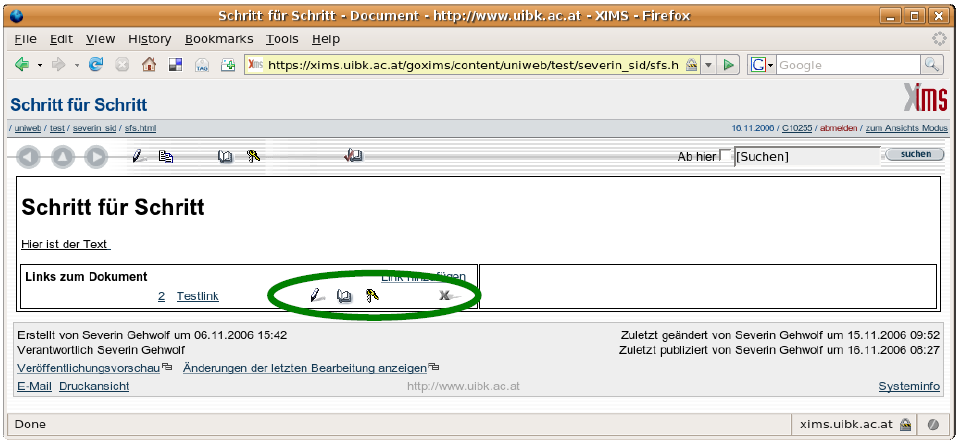 Schritt für Schritt - Document - http://www.uibk.ac.at - XIMS - Firefox
File Edit View History Bookmarks Tools Help
https://xims.uibk.ac.at/goxims/content/uniweb/test/severin_sid/sfs.h
Google
Schritt für Schritt
Xims
/ uniweb / test / severin_sid / sfs.html
16.11.2006 / C10255 / abmelden / zum Ansichts Modus
Ab hier [Suchen] suchen
Schritt für Schritt
Hier ist der Text
Links zum Dokument Link hinzufügen
2 Testlink
Erstellt von Severin Gehwolf um 06.11.2006 15:42
Zuletzt geändert von Severin Gehwolf um 15.11.2006 09:52
Verantwortlich Severin Gehwolf
Zuletzt publiziert von Severin Gehwolf um 16.11.2006 08:27
Veröffentlichungsvorschau Änderungen der letzten Bearbeitung anzeigen
E-Mail Druckansicht http://www.uibk.ac.at Systeminfo
Done xims.uibk.ac.at